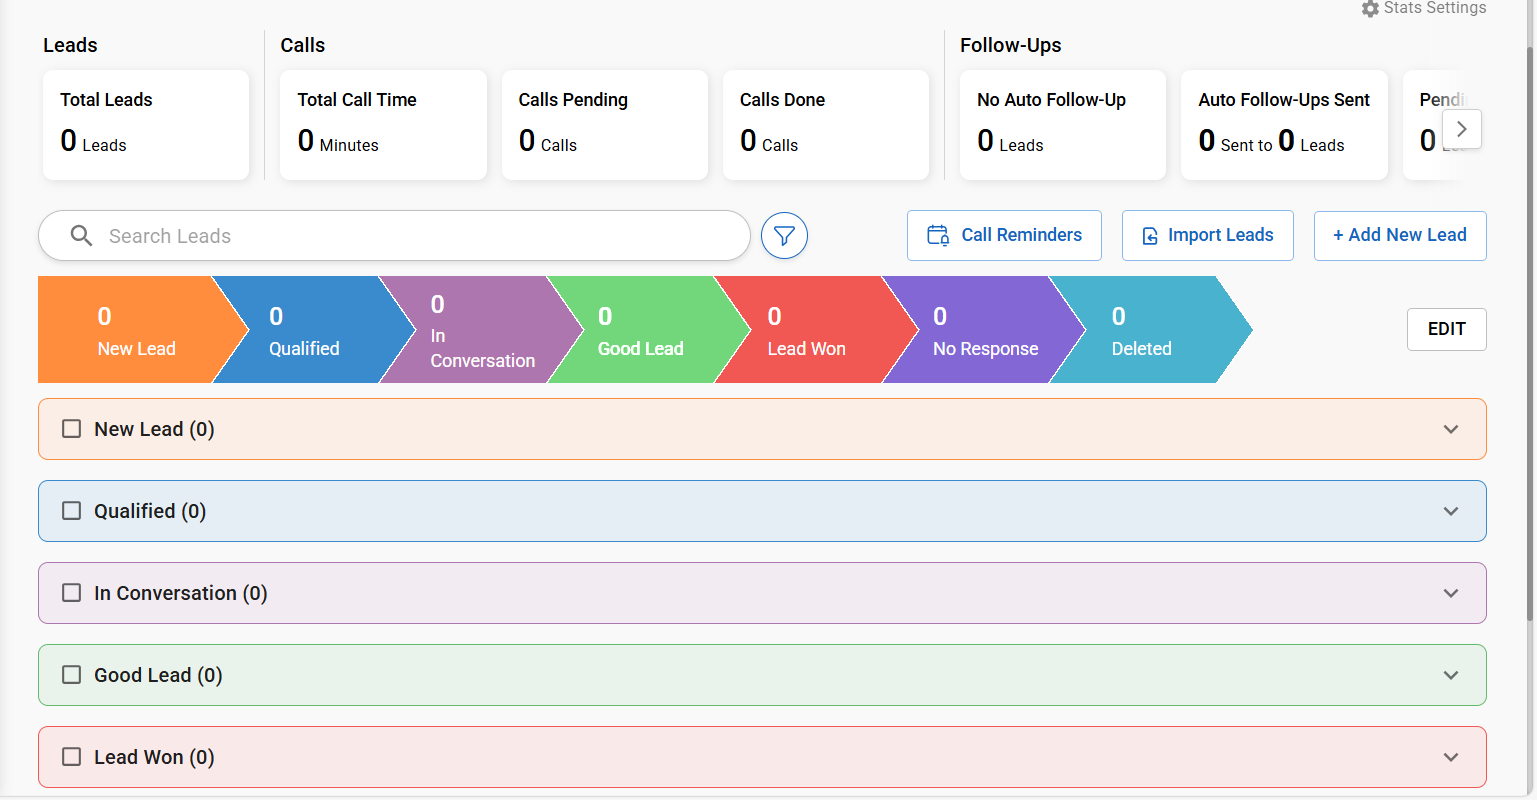 Stats Settings
Leads
Calls
Follow-Ups
Total Leads
0 Leads
Total Call Time
0 Minutes
Calls Pending
0 Calls
Calls Done
0 Calls
No Auto Follow-Up
0 Leads
Auto Follow-Ups Sent
0 Sent to 0 Leads
0
Search Leads
Call Reminders
Import Leads
+ Add New Lead
0
New Lead
0
Qualified
0
In
Conversation
0
Good Lead
0
Lead Won
0
No Response
0
Deleted
EDIT
New Lead (0)
Qualified (0)
In Conversation (0)
Good Lead (0)
Lead Won (0)